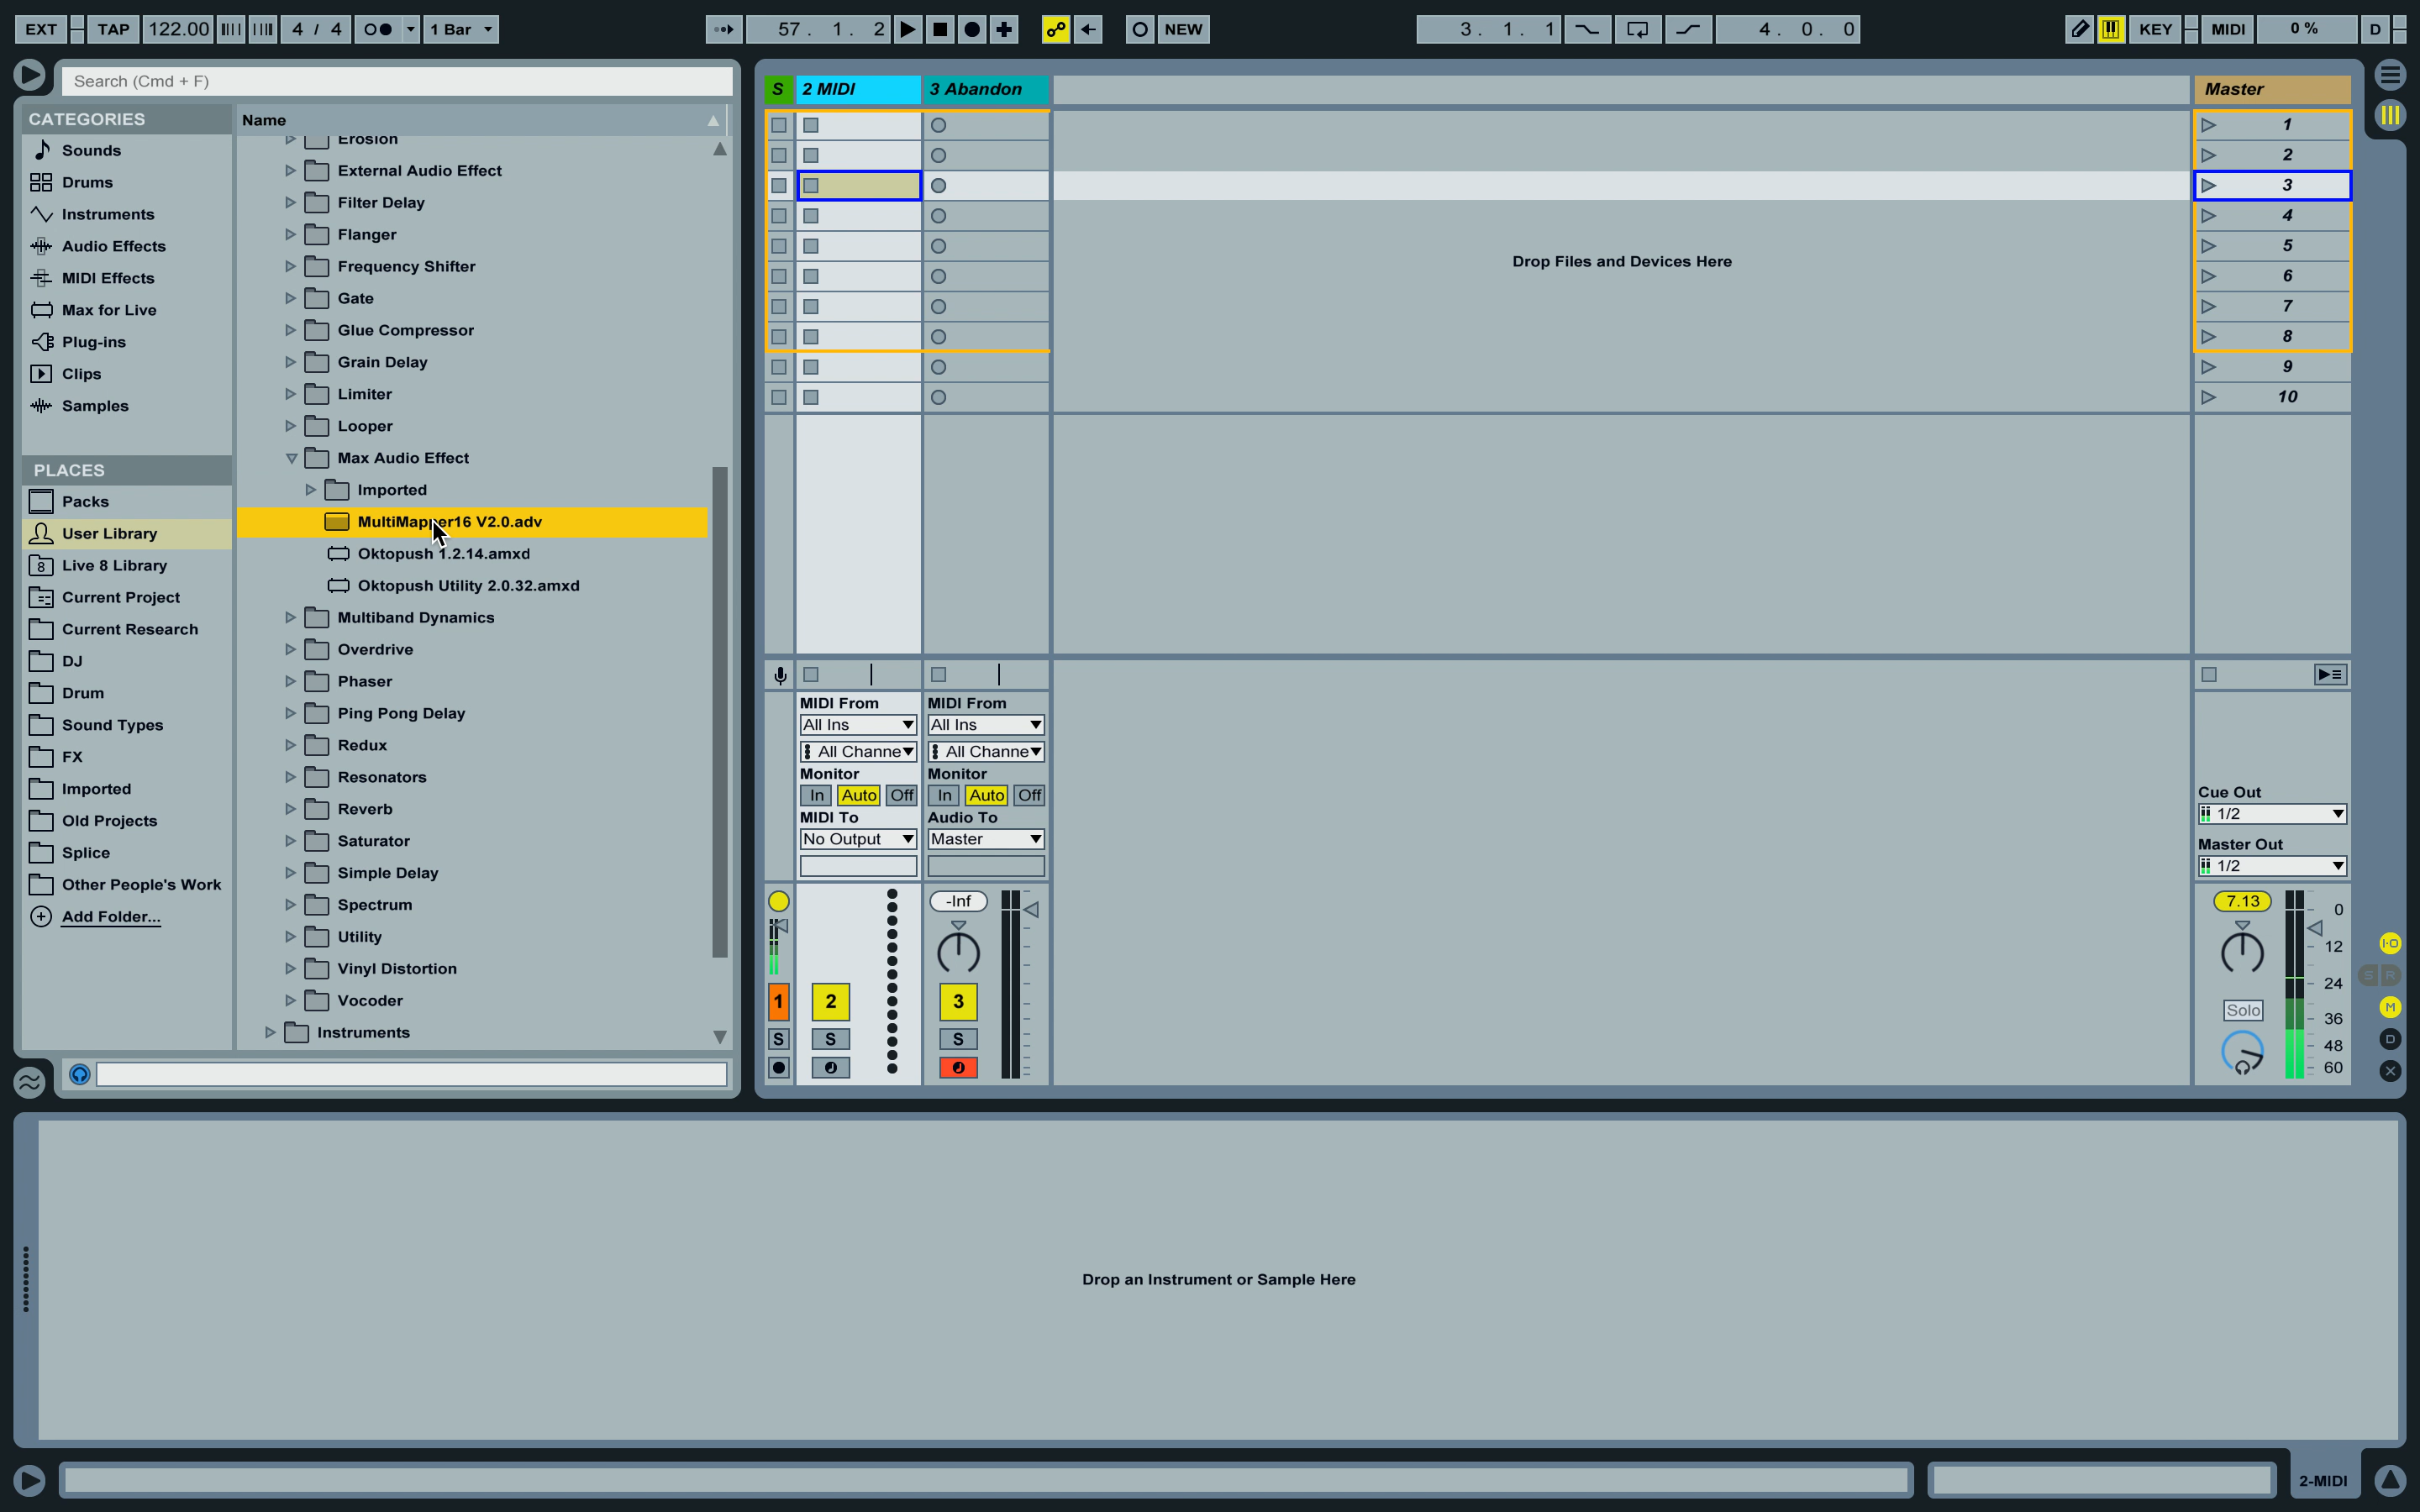 EXT TAP 122.00 4 / 4 1 Bar 57. 1. 2 NEW 3. 1. 1 4. 0. 0 KEY MIDI 0 % D
Search (Cmd + F)
CATEGORIES
Sounds
Drums
Instruments
Audio Effects
MIDI Effects
Max for Live
Plug-ins
Clips
Samples
PLACES
Packs
User Library
8 Live 8 Library
Current Project
Current Research
DJ
Drum
Sound Types
FX
Imported
Old Projects
Splice
Other People's Work
Add Folder...
Name
Erosion
External Audio Effect
Filter Delay
Flanger
Frequency Shifter
Gate
Glue Compressor
Grain Delay
Limiter
Looper
Max Audio Effect
Imported
MultiMapper16 V2.0.adv
Oktopush 1.2.14.amxd
Oktopush Utility 2.0.32.amxd
Multiband Dynamics
Overdrive
Phaser
Ping Pong Delay
Redux
Resonators
Reverb
Saturator
Simple Delay
Spectrum
Utility
Vinyl Distortion
Vocoder
Instruments
S 2 MIDI 3 Abandon Master
1
2
3
4
5
6
7
8
9
10
Drop Files and Devices Here
MIDI From MIDI From
All Ins All Ins
All Channe All Channe
Monitor Monitor
In Auto Off In Auto Off
MIDI To Audio To
No Output Master
Cue Out
1/2
Master Out
1/2
-Inf 7.13
0
12
24
36
48
60
1 2 3 Solo
S S S
I·O
S R
M
D
X
Drop an Instrument or Sample Here
2-MIDI